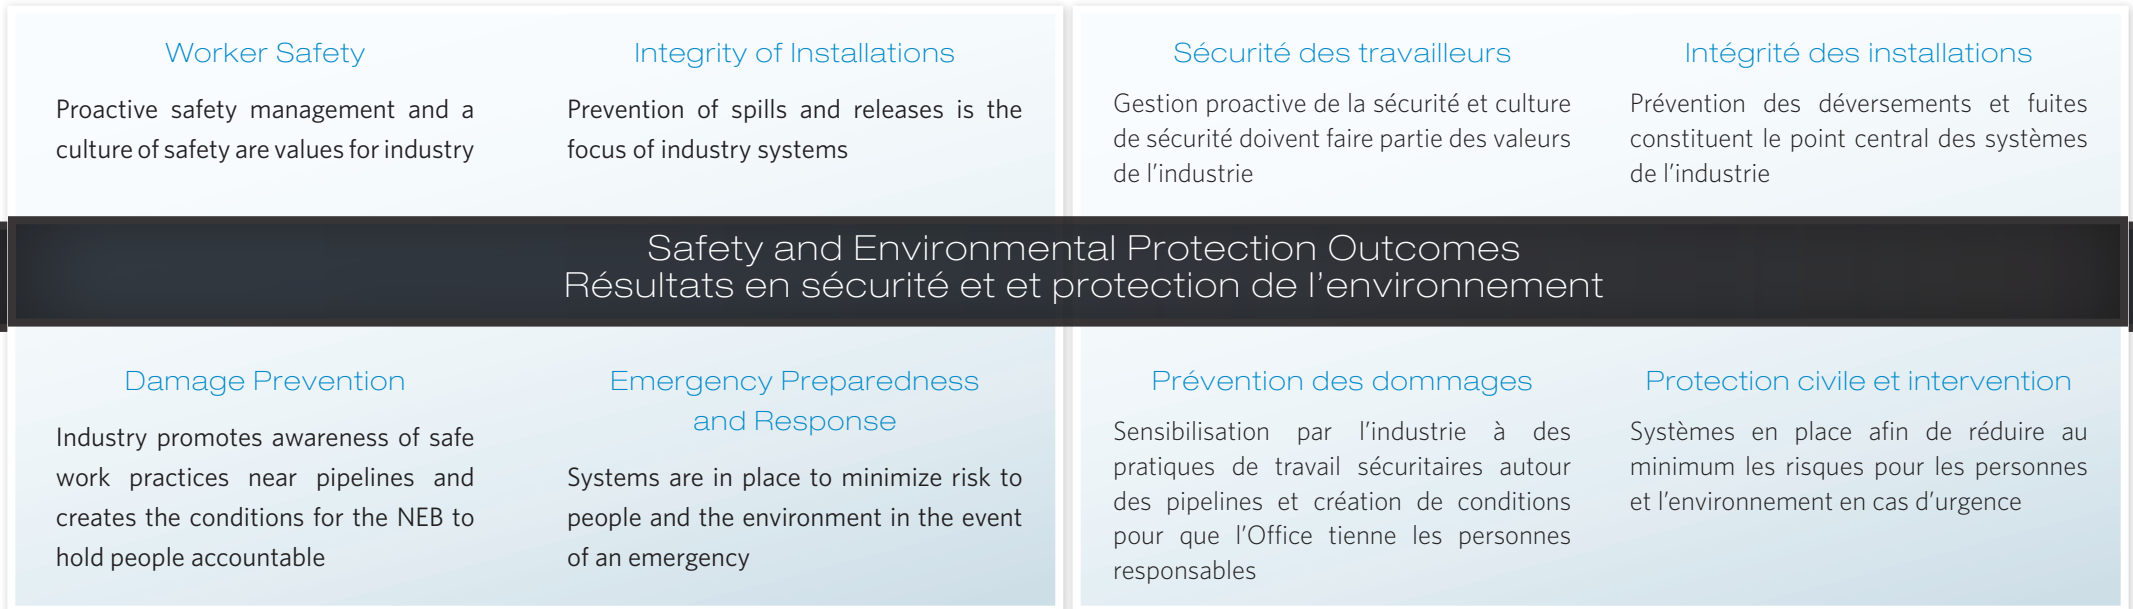 Worker Safety
Proactive safety management and a
culture of safety are values for industry
Integrity of Installations
Prevention of spills and releases is the
focus of industry systems
Sécurité des travailleurs
Gestion proactive de la sécurité et culture
de sécurité doivent faire partie des valeurs
de l'industrie
Intégrité des installations
Prévention des déversements et fuites
constituent le point central des systèmes
de l'industrie
Safety and Environmental Protection Outcomes
Résultats en sécurité et et protection de l'environnement
Damage Prevention
Industry promotes awareness of safe
work practices near pipelines and
creates the conditions for the NEB to
hold people accountable
Emergency Preparedness
and Response
Systems are in place to minimize risk to
people and the environment in the event
of an emergency
Prévention des dommages
Sensibilisation par l'industrie à des
pratiques de travail sécuritaires autour
des pipelines et création de conditions
pour que l'Office tienne les personnes
responsables
Protection civile et intervention
Systèmes en place afin de réduire au
minimum les risques pour les personnes
et l'environnement en cas d'urgence